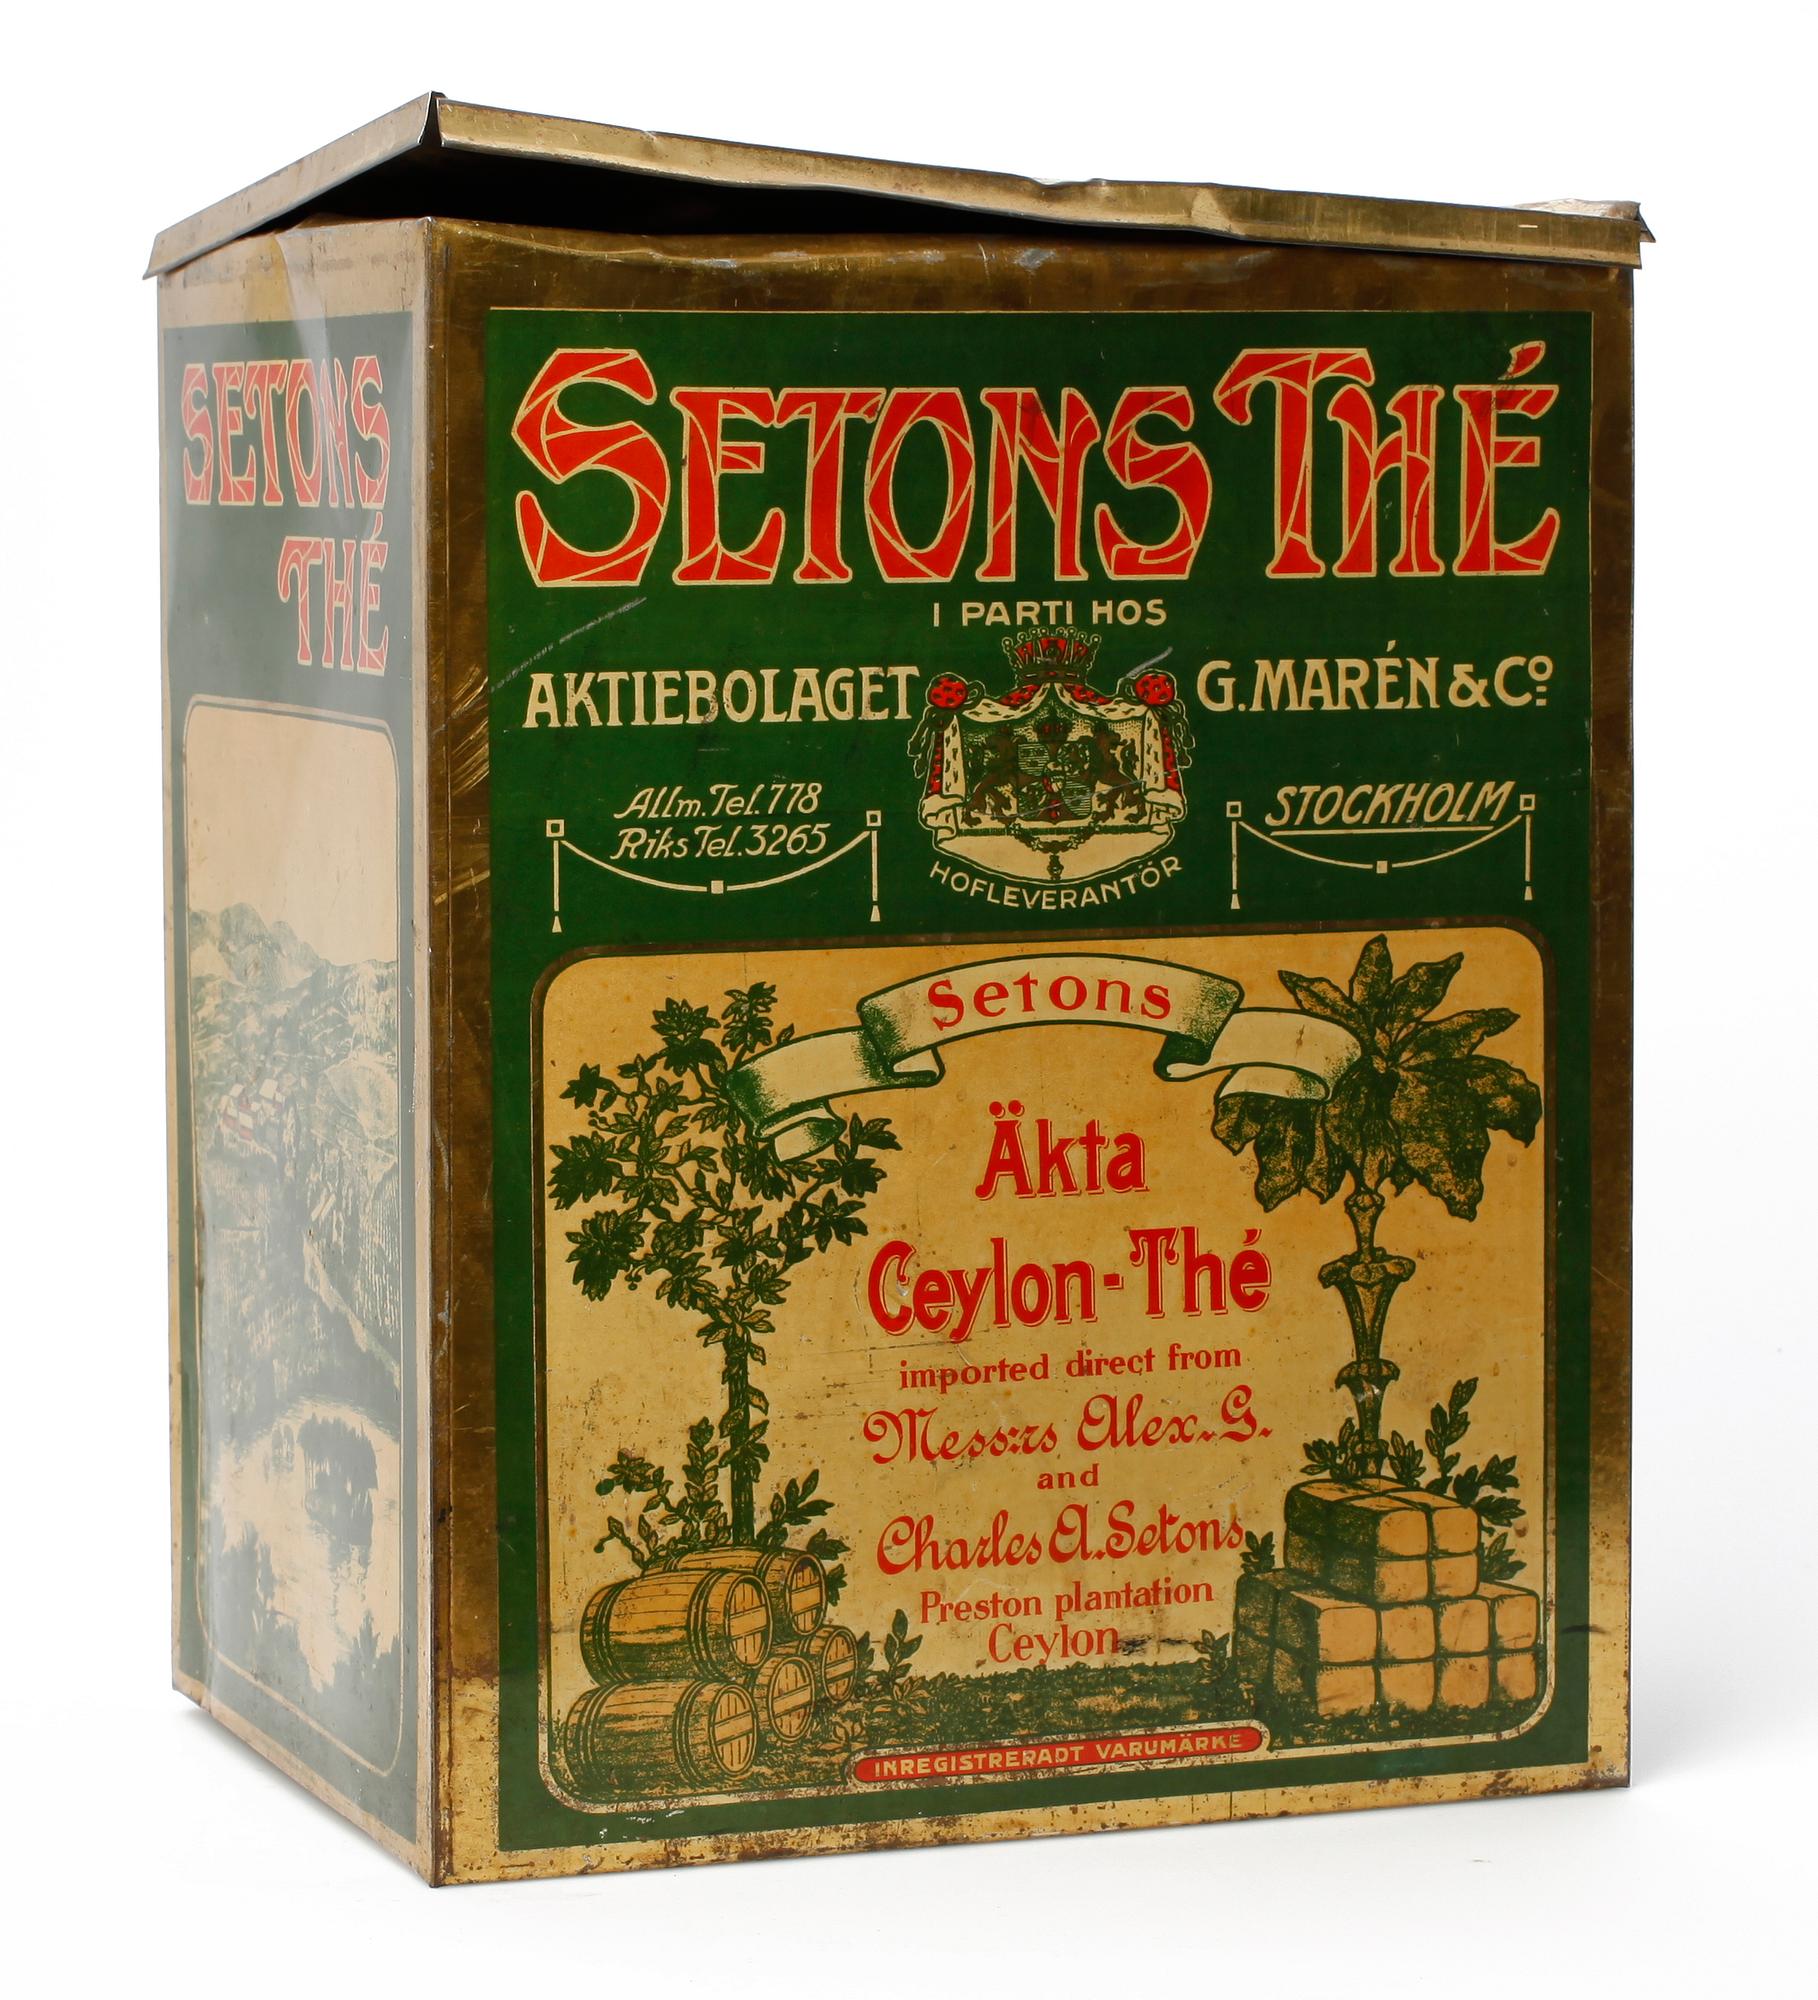 SETONS
THÉ
SETONS THÉ
I PARTI HOS
AKTIEBOLAGET G. MARÉN & Co.
Allm. Tel. 778
Riks Tel. 3265
STOCKHOLM
HOFLEVERANTÖR
Setons
Äkta
Ceylon-Thé
imported direct from
Mess:rs Alex. G.
and
Charles A. Setons
Preston plantation
Ceylon
INREGISTRERADT VARUMÄRKE